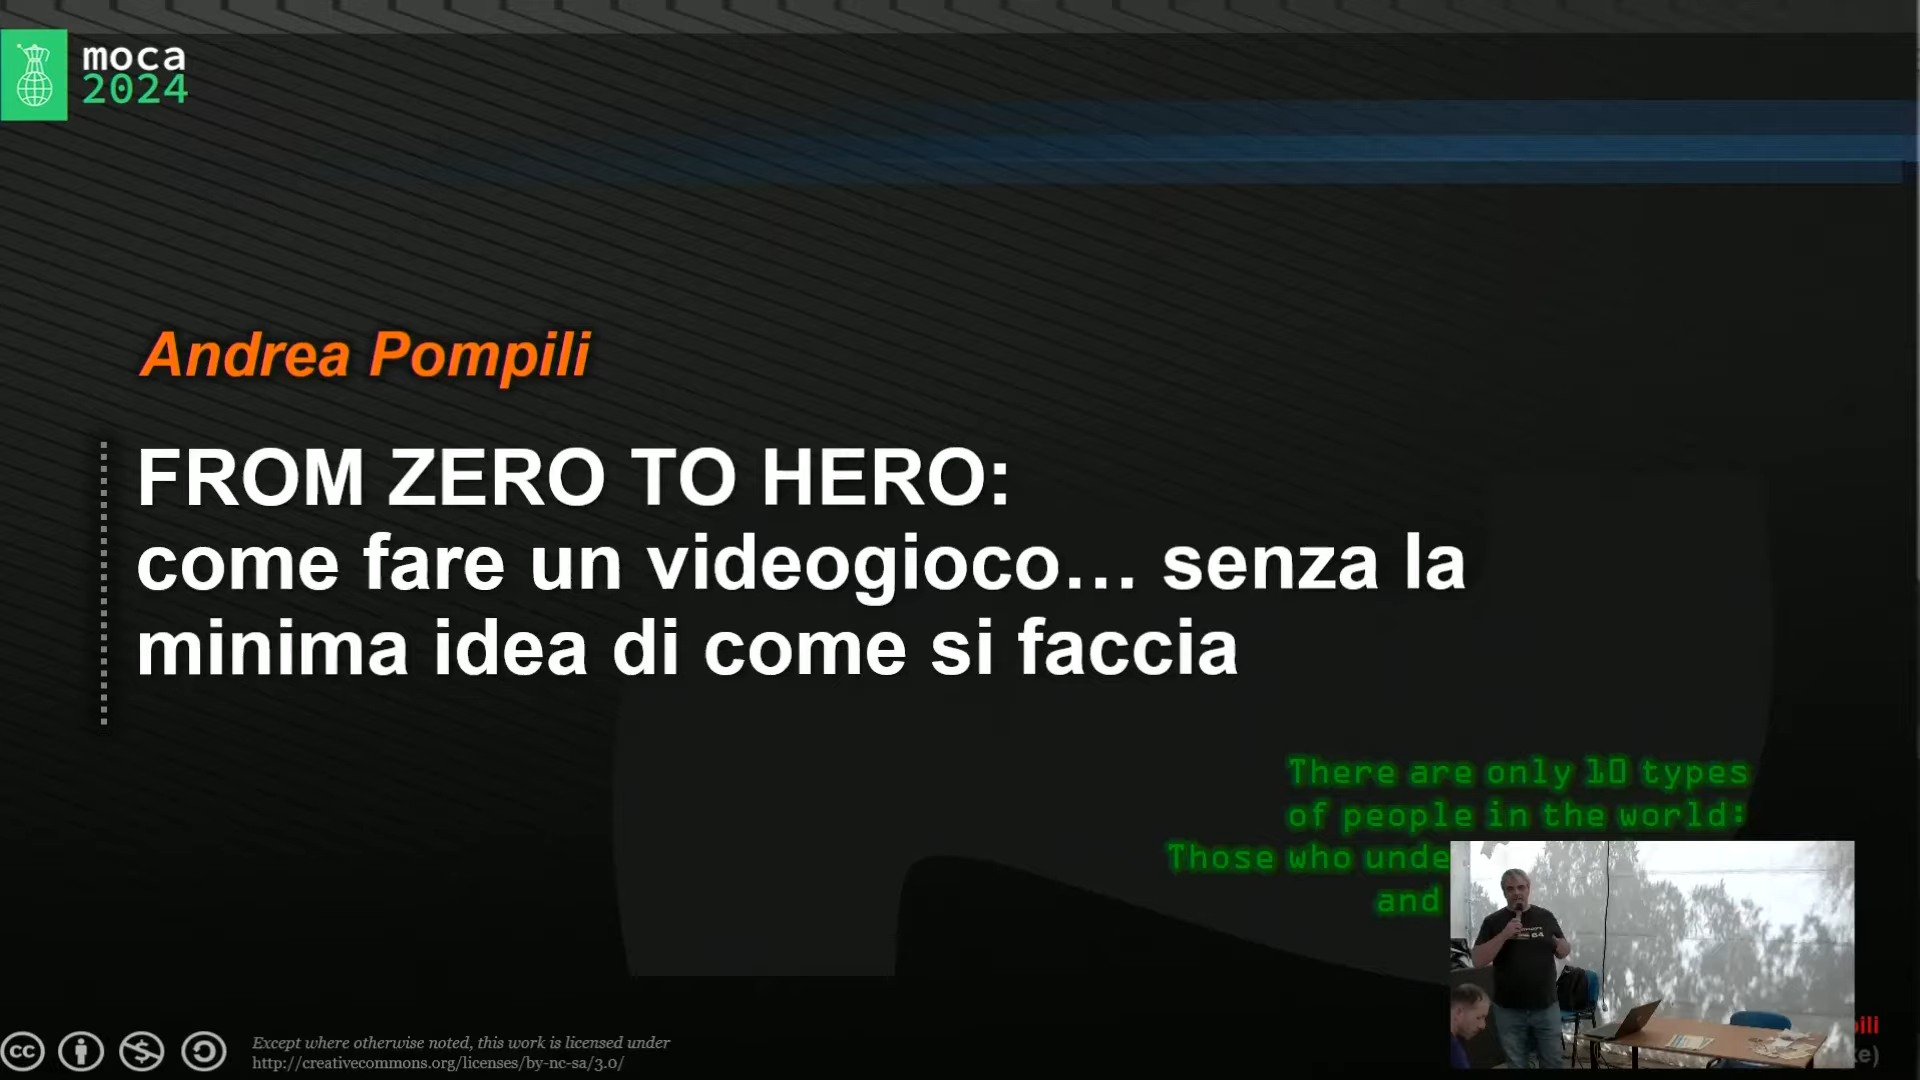 moca
2024
Andrea Pompili
FROM ZERO TO HERO:
come fare un videogioco… senza la
minima idea di come si faccia
There are only 10 types
of people in the world:
Those who
and
64
Except where otherwise noted, this work is licensed under
http://creativecommons.org/licenses/by-nc-sa/3.0/